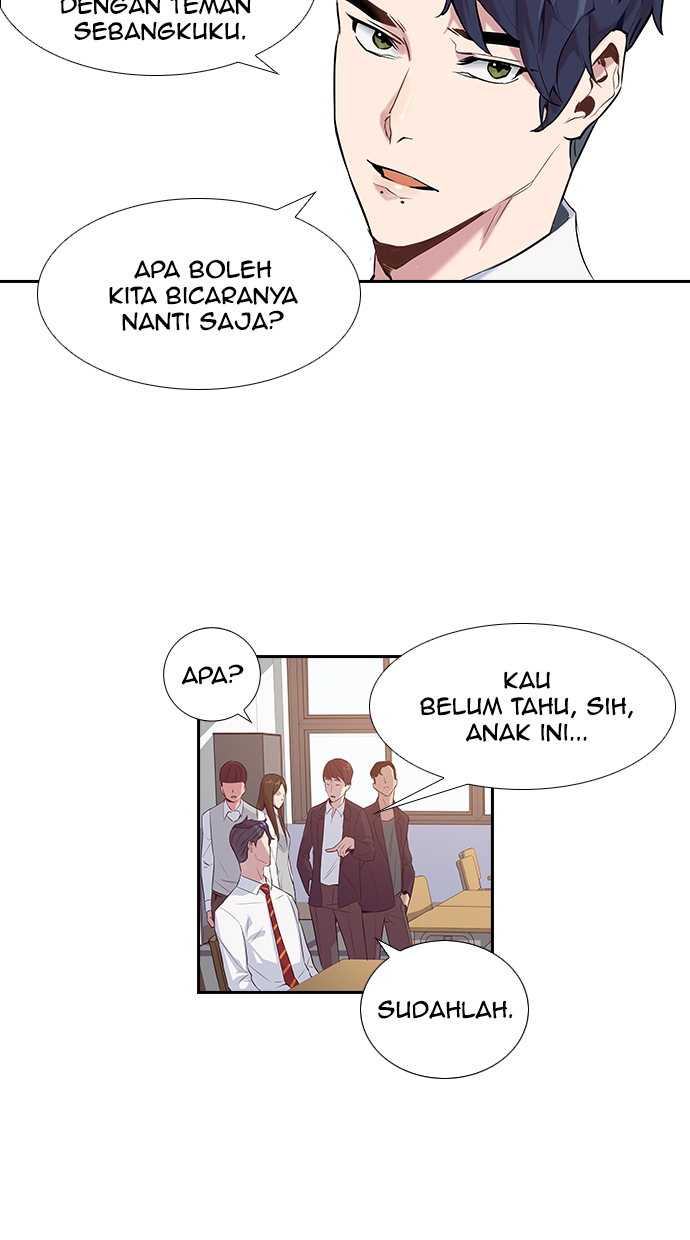 DENGAN TEMAN
SEBANGKUKU.
APA BOLEH
KITA BICARANYA
NANTI SAJA?
APA?
KAU
BELUM TAHU, SIH,
ANAK INI...
SUDAHLAH.